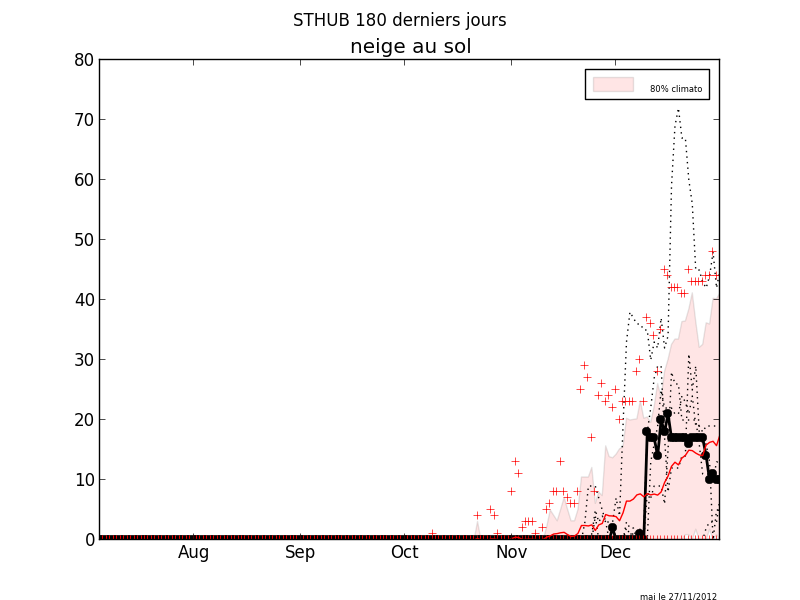 STHUB 180 derniers jours
neige au sol
80% climato
80
70
60
50
40
30
20
10
0
Aug Sep Oct Nov Dec
maj le 27/11/2012